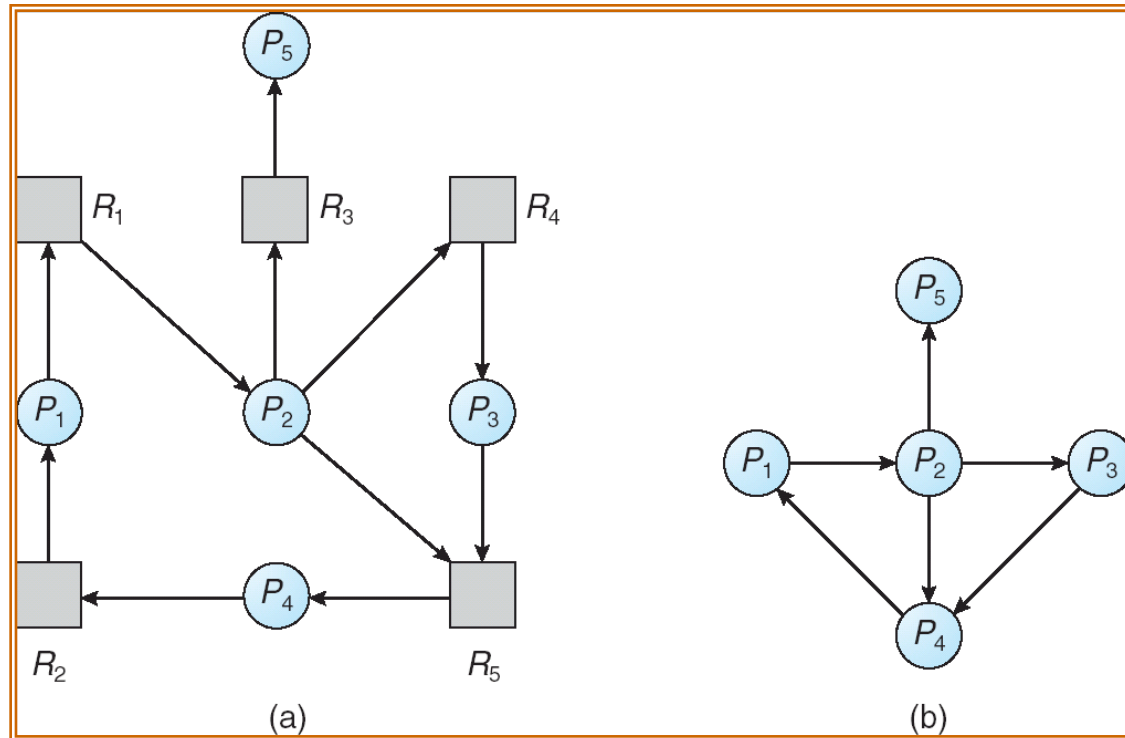 P₅
R₁ R₃ R₄
P₁ P₂ P₃
P₄
R₂ R₅
(a)
P₅
P₁ P₂ P₃
P₄
(b)